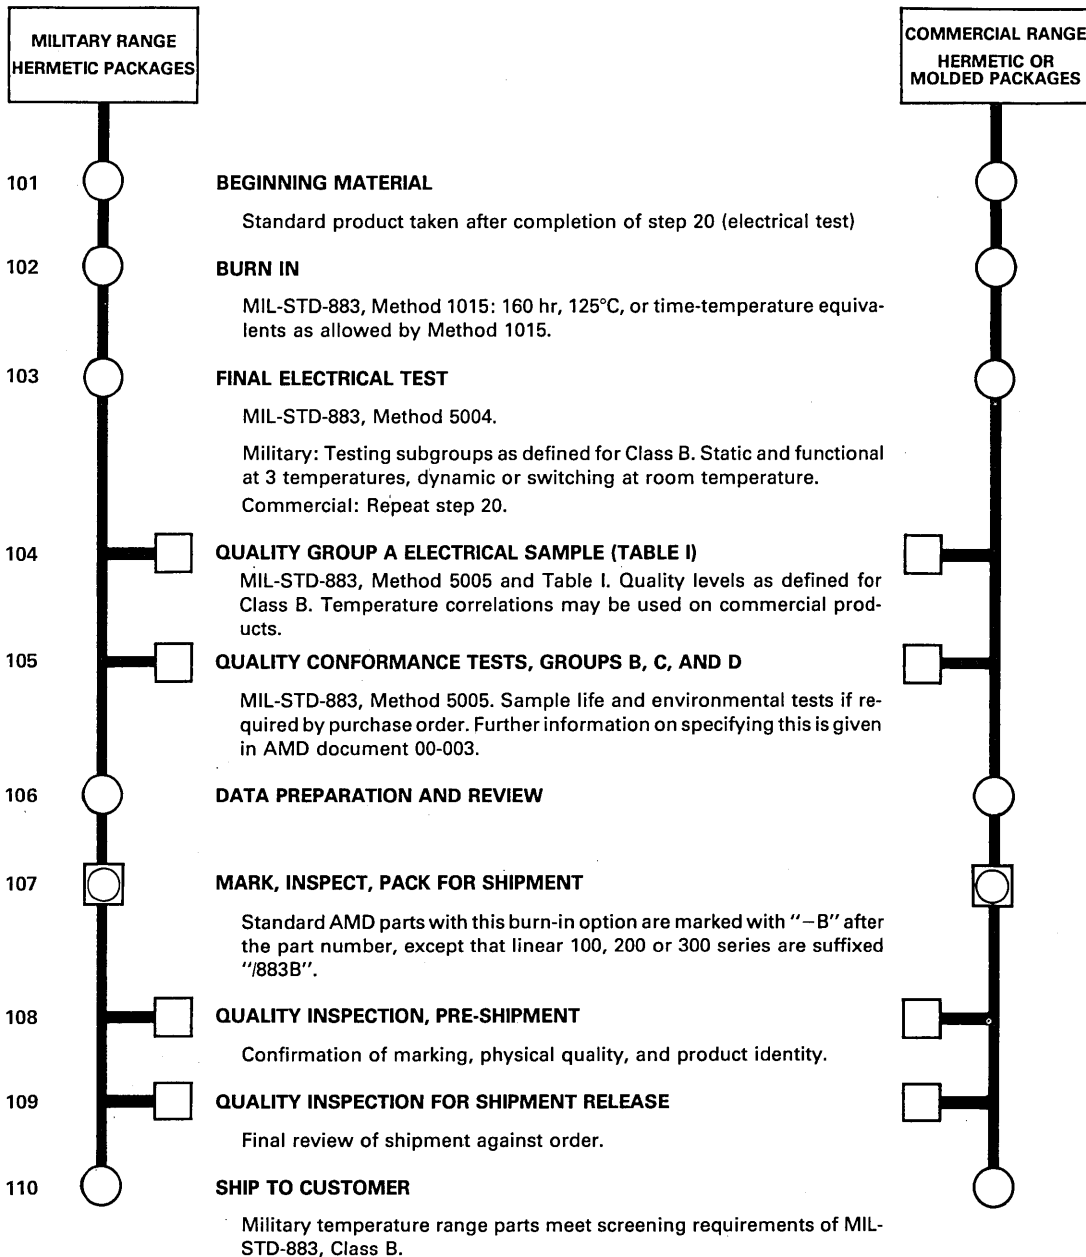 MILITARY RANGE
HERMETIC PACKAGES
COMMERCIAL RANGE
HERMETIC OR
MOLDED PACKAGES
101 BEGINNING MATERIAL
Standard product taken after completion of step 20 (electrical test)
102 BURN IN
MIL-STD-883, Method 1015: 160 hr, 125°C, or time-temperature equiva-
lents as allowed by Method 1015.
103 FINAL ELECTRICAL TEST
MIL-STD-883, Method 5004.
Military: Testing subgroups as defined for Class B. Static and functional
at 3 temperatures, dynamic or switching at room temperature.
Commercial: Repeat step 20.
104 QUALITY GROUP A ELECTRICAL SAMPLE (TABLE I)
MIL-STD-883, Method 5005 and Table I. Quality levels as defined for
Class B. Temperature correlations may be used on commercial prod-
ucts.
105 QUALITY CONFORMANCE TESTS, GROUPS B, C, AND D
MIL-STD-883, Method 5005. Sample life and environmental tests if re-
quired by purchase order. Further information on specifying this is given
in AMD document 00-003.
106 DATA PREPARATION AND REVIEW
107 MARK, INSPECT, PACK FOR SHIPMENT
Standard AMD parts with this burn-in option are marked with "−B" after
the part number, except that linear 100, 200 or 300 series are suffixed
"/883B".
108 QUALITY INSPECTION, PRE-SHIPMENT
Confirmation of marking, physical quality, and product identity.
109 QUALITY INSPECTION FOR SHIPMENT RELEASE
Final review of shipment against order.
110 SHIP TO CUSTOMER
Military temperature range parts meet screening requirements of MIL-
STD-883, Class B.